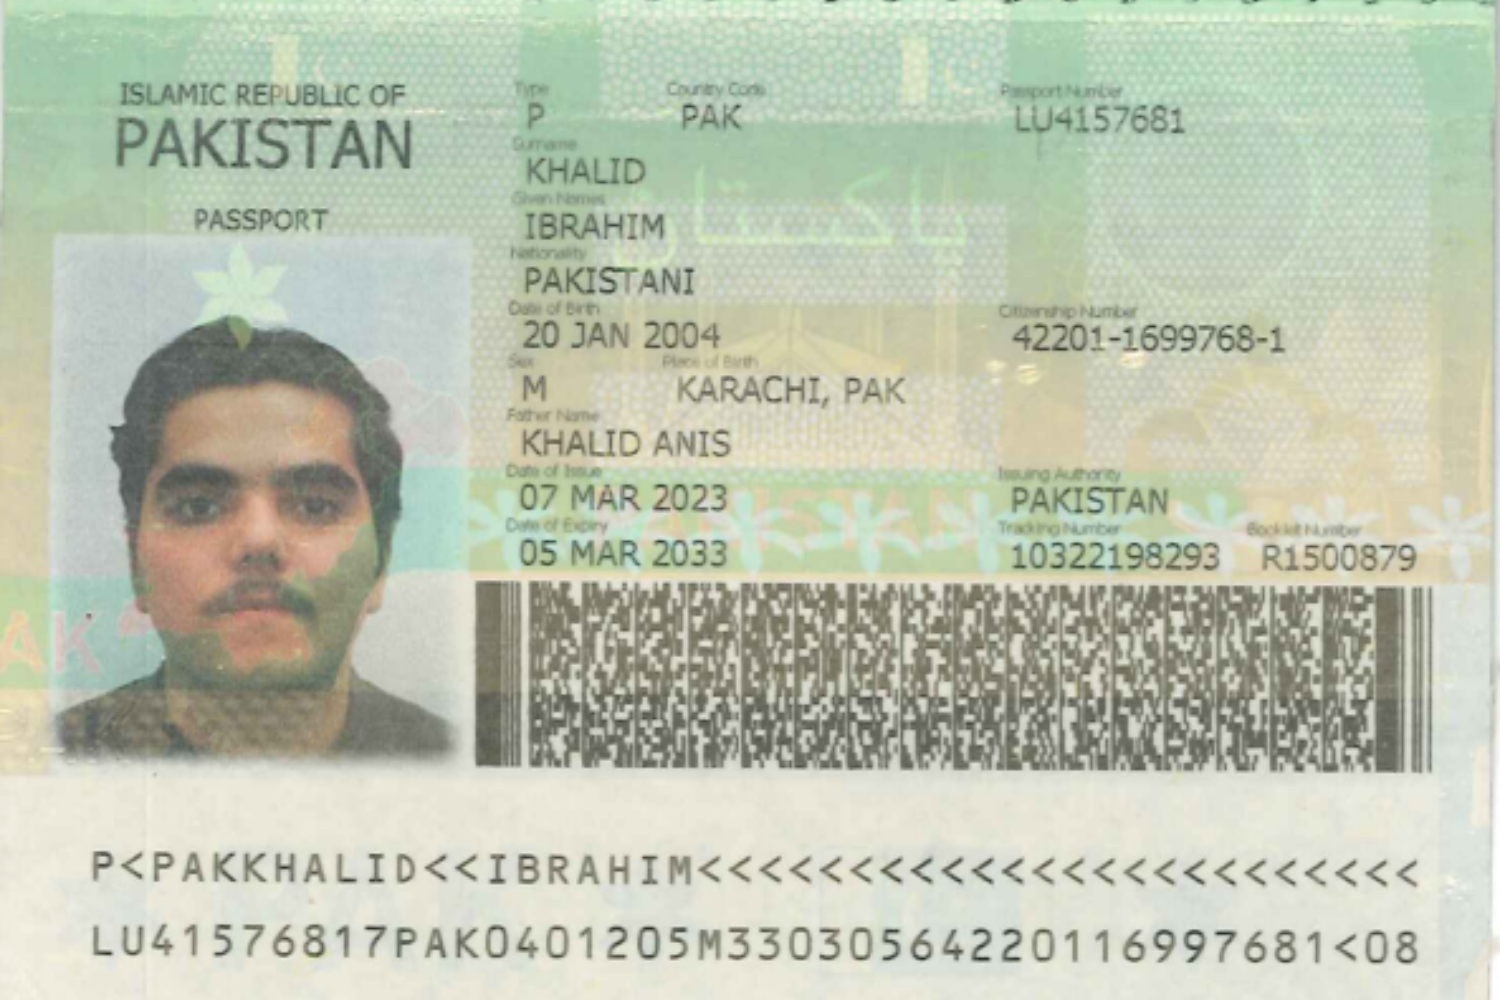 ISLAMIC REPUBLIC OF
PAKISTAN
PASSPORT
Type Country Code Passport Number
P PAK LU4157681
Surname
KHALID
Given Names
IBRAHIM
پاکستان
Nationality
PAKISTANI
Date of Birth Citizenship Number
20 JAN 2004 42201-1699768-1
Sex Place of Birth
M KARACHI, PAK
Father Name
KHALID ANIS
Date of Issue Issuing Authority
07 MAR 2023 PAKISTAN
Date of Expiry Tracking Number Booklet Number
05 MAR 2033 10322198293 R1500879
P<PAKKHALID<<IBRAHIM<<<<<<<<<<<<<<<<<<<<<<<<
LU41576817PAK0401205M33030564220116997681<08